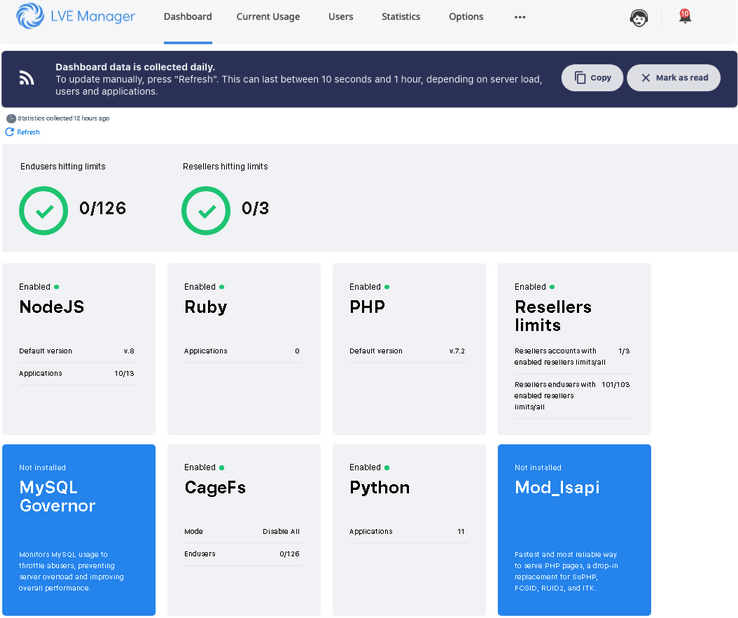 LVE Manager
Dashboard
Current Usage
Users
Statistics
Options
10
Dashboard data is collected daily.
To update manually, press "Refresh". This can last between 10 seconds and 1 hour, depending on server load,
users and applications.
Copy
Mark as read
Statistics collected 12 hours ago
Refresh
Endusers hitting limits
0/126
Resellers hitting limits
0/3
Enabled
NodeJS
Default version v.8
Applications 10/13
Enabled
Ruby
Applications 0
Enabled
PHP
Default version v.7.2
Enabled
Resellers
limits
Resellers accounts with 1/3
enabled resellers limits/all
Resellers endusers with 101/103
enabled resellers
limits/all
Not installed
MySQL
Governor
Monitors MySQL usage to
throttle abusers, preventing
server overload and improving
overall performance.
Enabled
CageFs
Mode Disable All
Endusers 0/126
Enabled
Python
Applications 11
Not installed
Mod_lsapi
Fastest and most reliable way
to serve PHP pages, a drop-in
replacement for SuPHP,
FCGID, RUID2, and ITK.